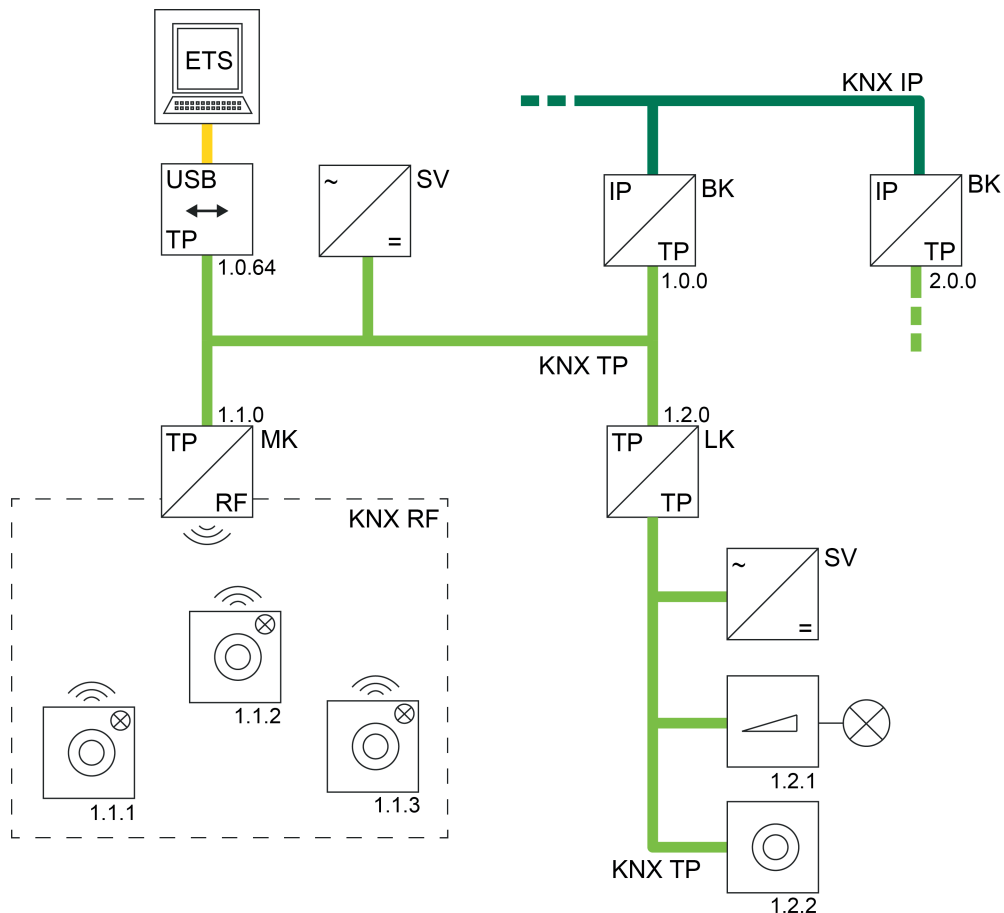 ETS
KNX IP
USB
TP
1.0.64
~
=
SV
IP
TP
BK
1.0.0
IP
TP
BK
2.0.0
KNX TP
1.1.0
TP
RF
MK
1.2.0
TP
TP
LK
KNX RF
~
=
SV
1.1.2
1.1.1
1.1.3
1.2.1
KNX TP
1.2.2